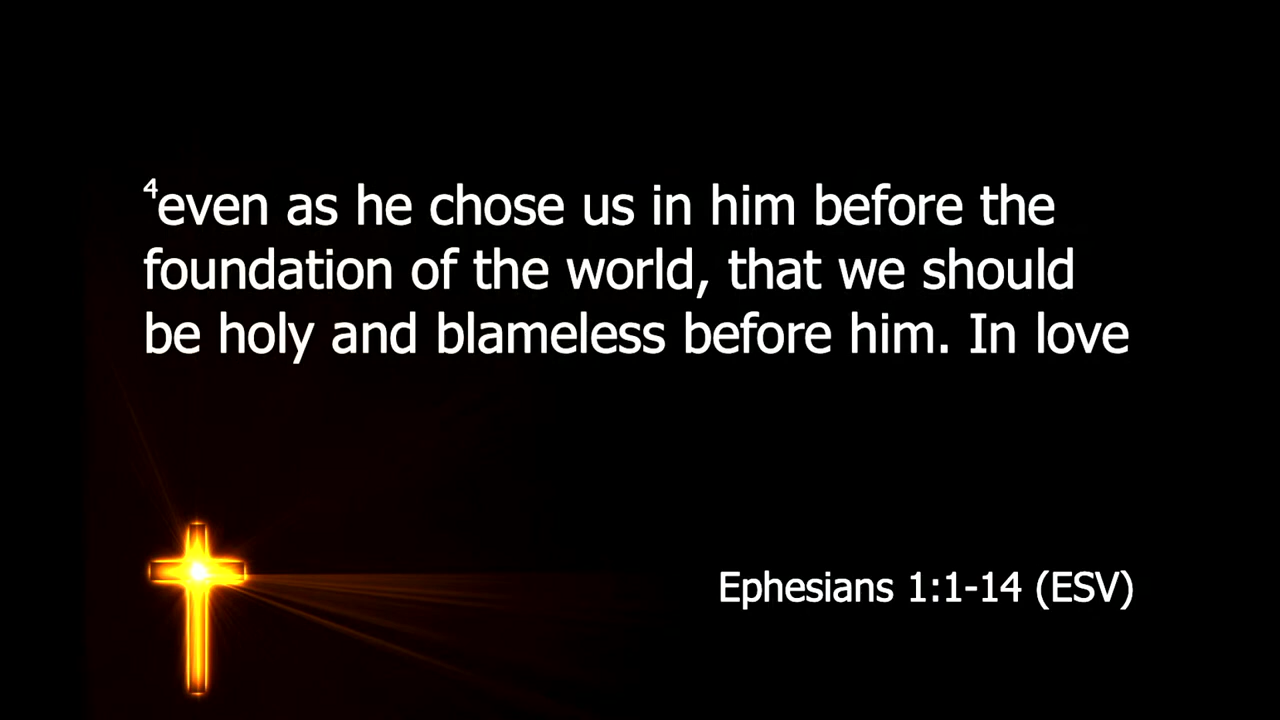 ⁴even as he chose us in him before the
foundation of the world, that we should
be holy and blameless before him. In love
Ephesians 1:1-14 (ESV)